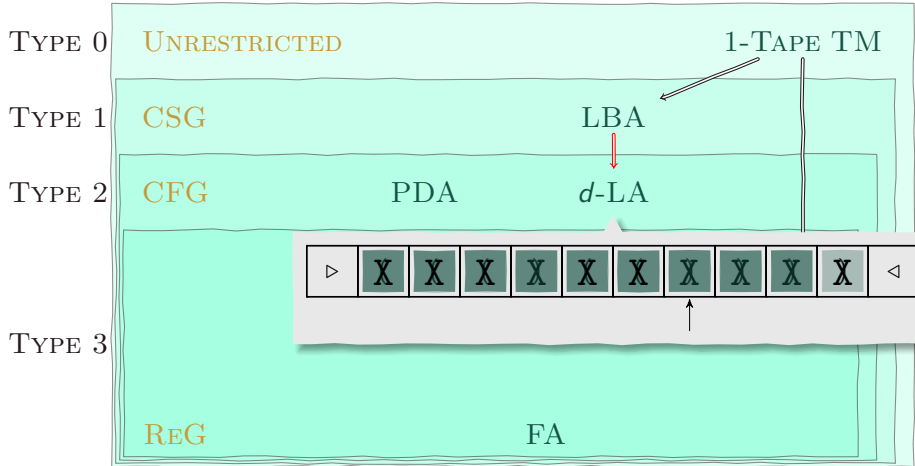 TYPE 0 UNRESTRICTED 1-TAPE TM
TYPE 1 CSG LBA
TYPE 2 CFG PDA d-LA
▷ X X X X X X X X X X ◁
TYPE 3
REG FA